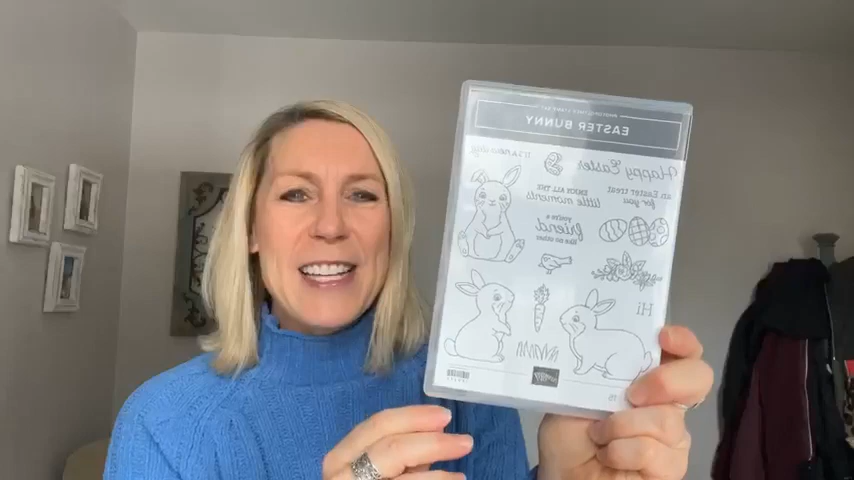 EASTER BUNNY
Happy Easter
an Easter treat
for you
ENJOY ALL THE
little moments
you're a
friend
like no other
Hi